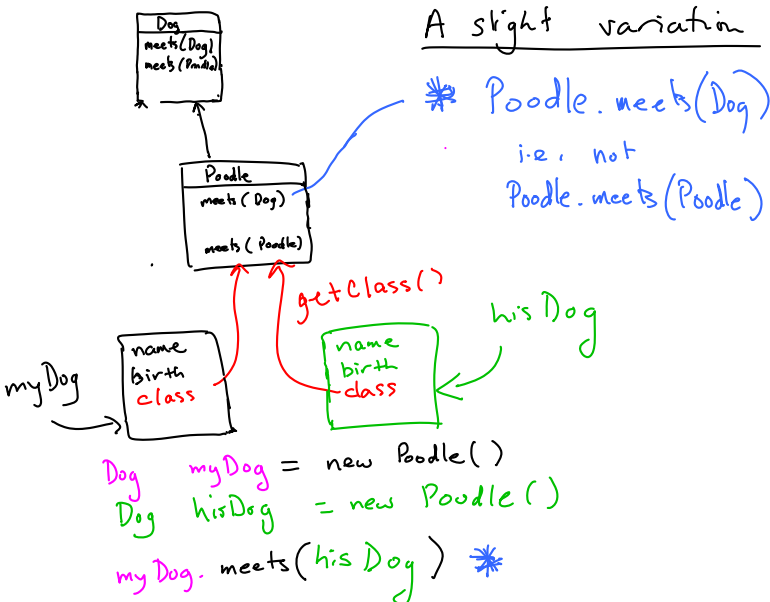 A slight variation
Dog
meets(Dog)
meets(Poodle)
* Poodle.meets(Dog)
i.e. not
Poodle.meets(Poodle)
Poodle
meets(Dog)
meets(Poodle)
getClass()
hisDog
myDog
name
birth
class
name
birth
class
Dog myDog = new Poodle()
Dog hisDog = new Poodle()
myDog.meets(hisDog) *